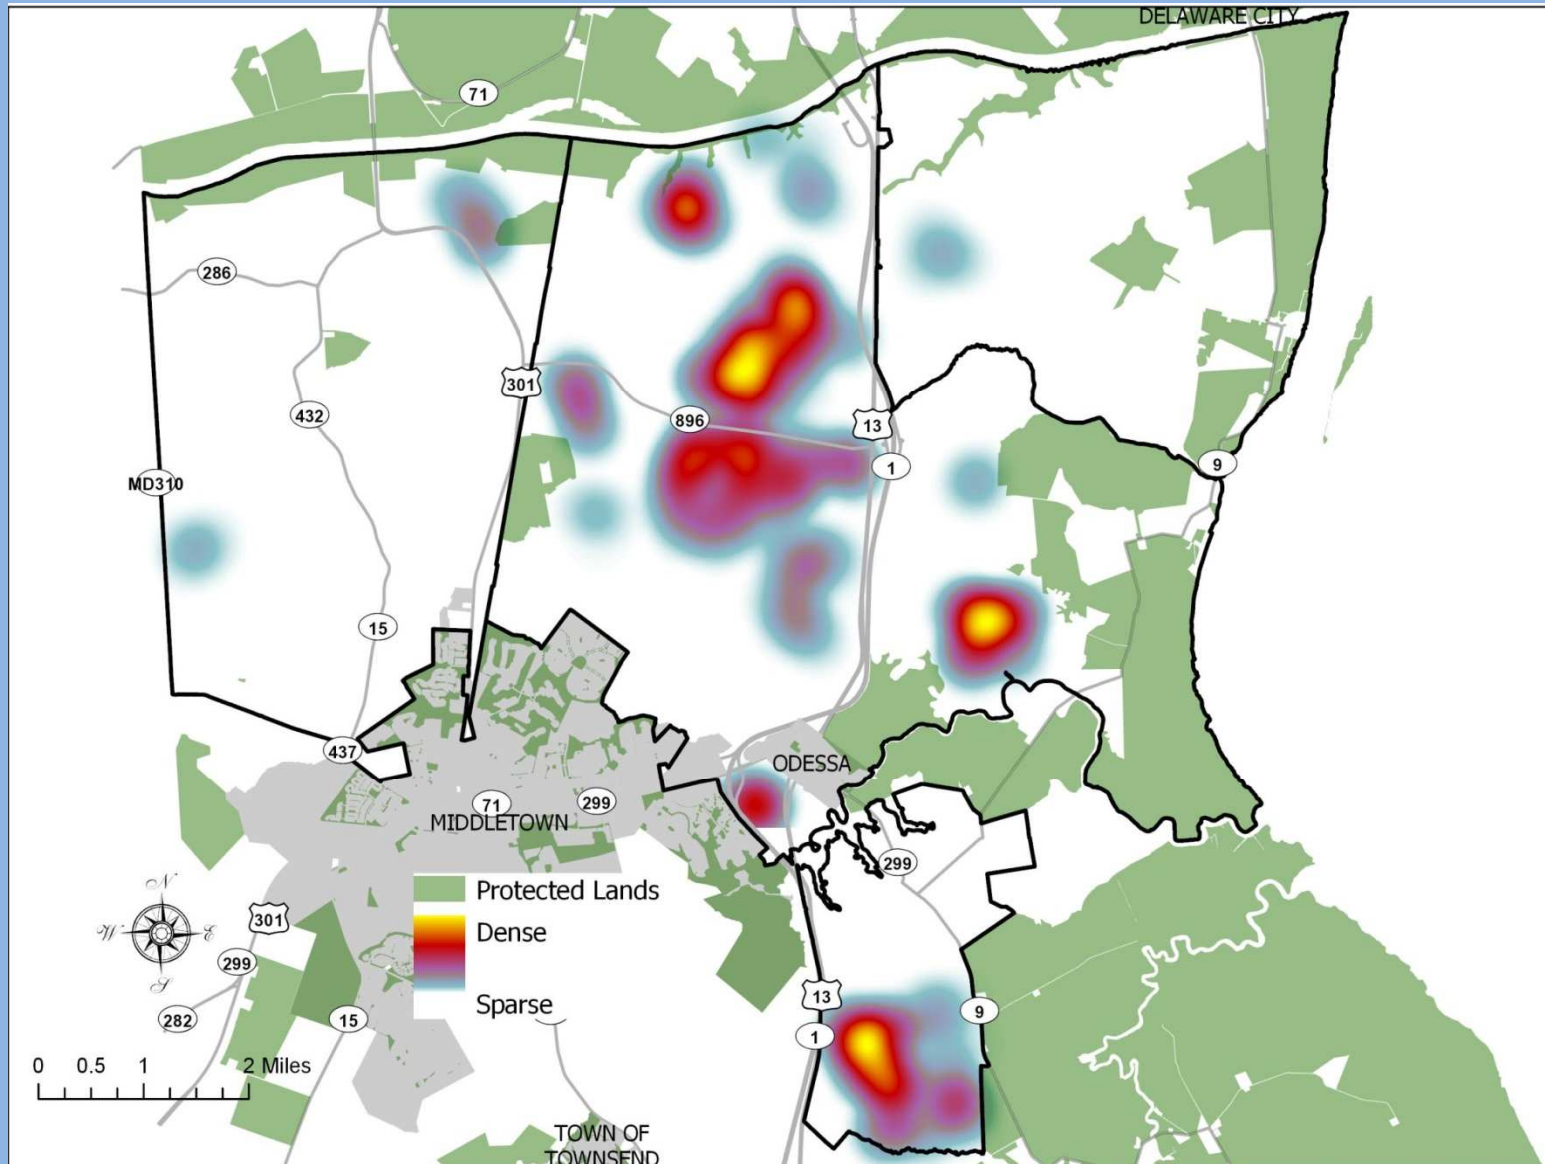 DELAWARE CITY
71
286
301
432
896
13
1
9
MD310
15
437
ODESSA
71
299
MIDDLETOWN
299
Protected Lands
N
301
Dense
W
E
299
S
13
Sparse
9
282
15
1
0 0.5 1 2 Miles
TOWN OF
TOWNSEND